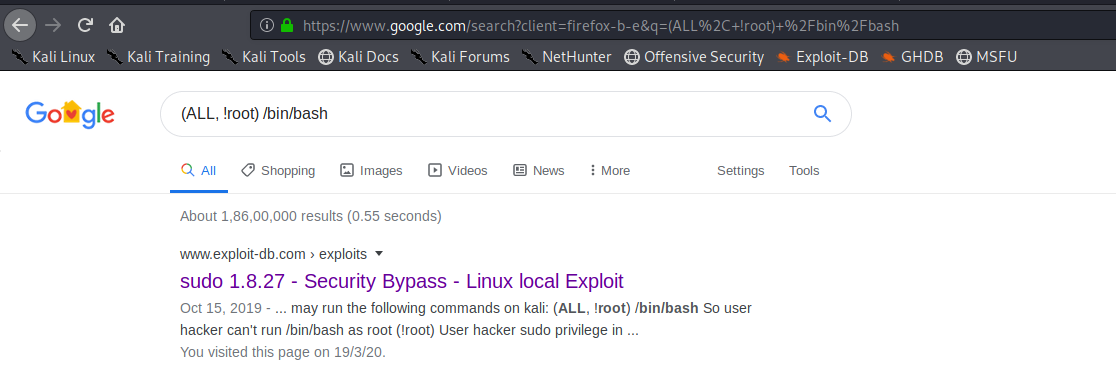 https://www.google.com/search?client=firefox-b-e&q=(ALL%2C+!root)+%2Fbin%2Fbash
Kali Linux Kali Training Kali Tools Kali Docs Kali Forums NetHunter Offensive Security Exploit-DB GHDB MSFU
Google (ALL, !root) /bin/bash
All Shopping Images Videos News More Settings Tools
About 1,86,00,000 results (0.55 seconds)
www.exploit-db.com › exploits
sudo 1.8.27 - Security Bypass - Linux local Exploit
Oct 15, 2019 - ... may run the following commands on kali: (ALL, !root) /bin/bash So user
hacker can't run /bin/bash as root (!root) User hacker sudo privilege in ...
You visited this page on 19/3/20.